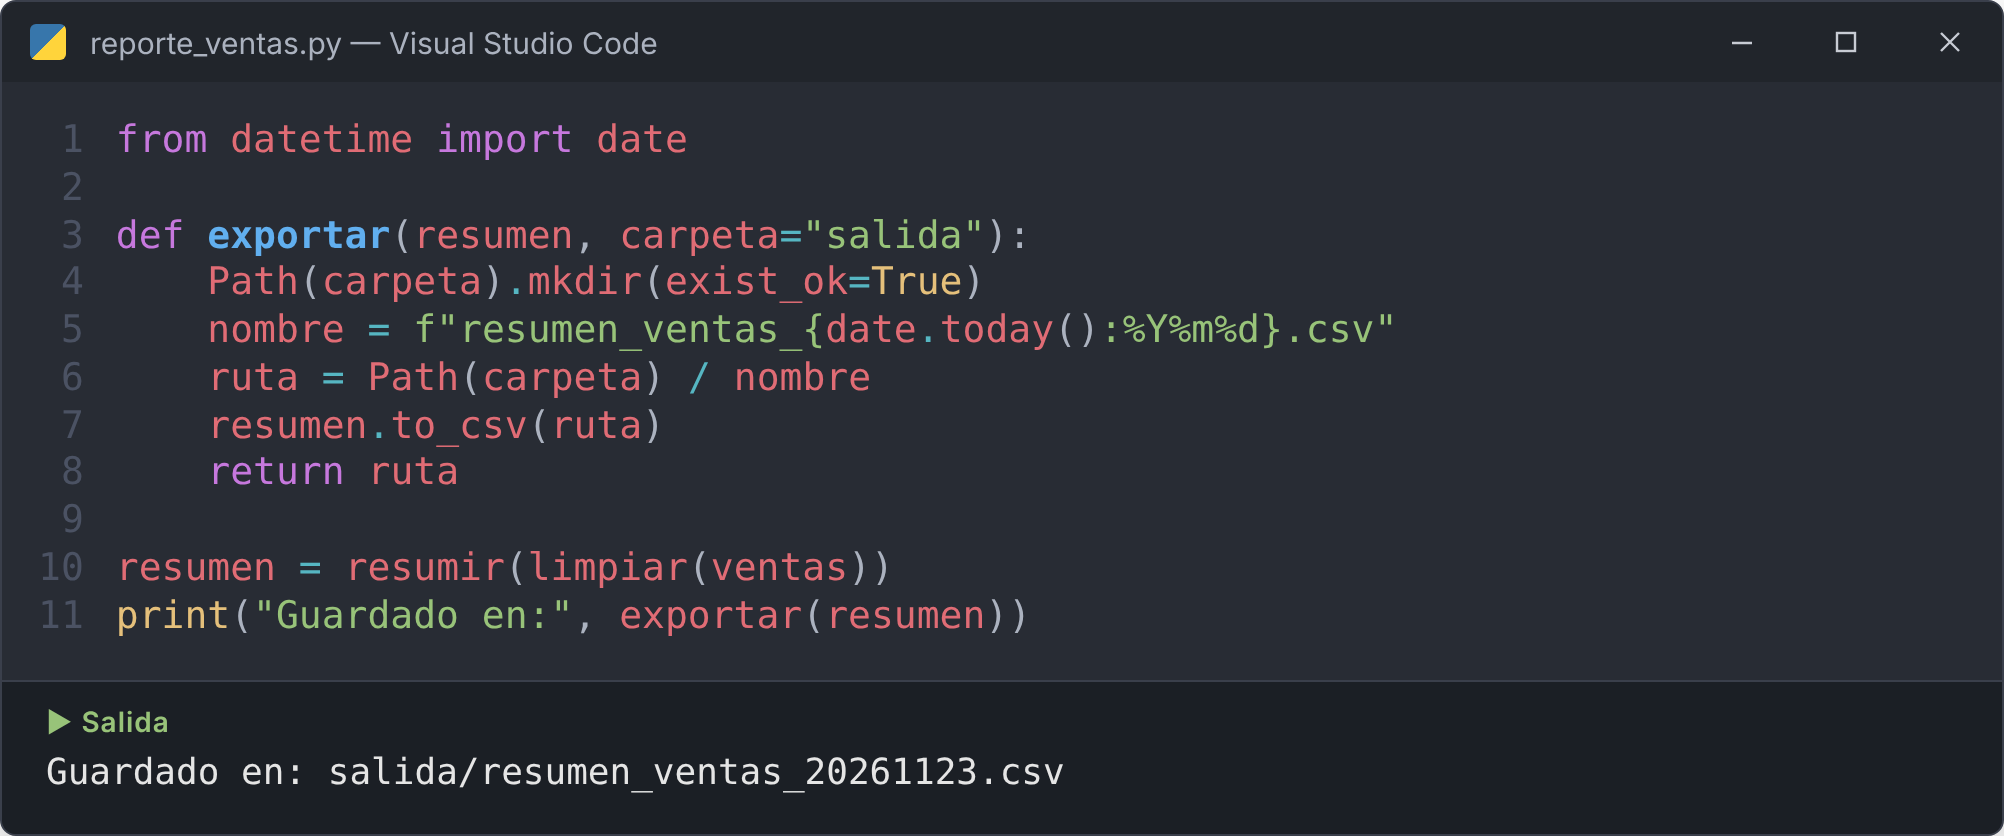 reporte_ventas.py — Visual Studio Code
1 from datetime import date
2
3 def exportar(resumen, carpeta="salida"):
4     Path(carpeta).mkdir(exist_ok=True)
5     nombre = f"resumen_ventas_{date.today():%Y%m%d}.csv"
6     ruta = Path(carpeta) / nombre
7     resumen.to_csv(ruta)
8     return ruta
9
10 resumen = resumir(limpiar(ventas))
11 print("Guardado en:", exportar(resumen))
▶ Salida
Guardado en: salida/resumen_ventas_20261123.csv